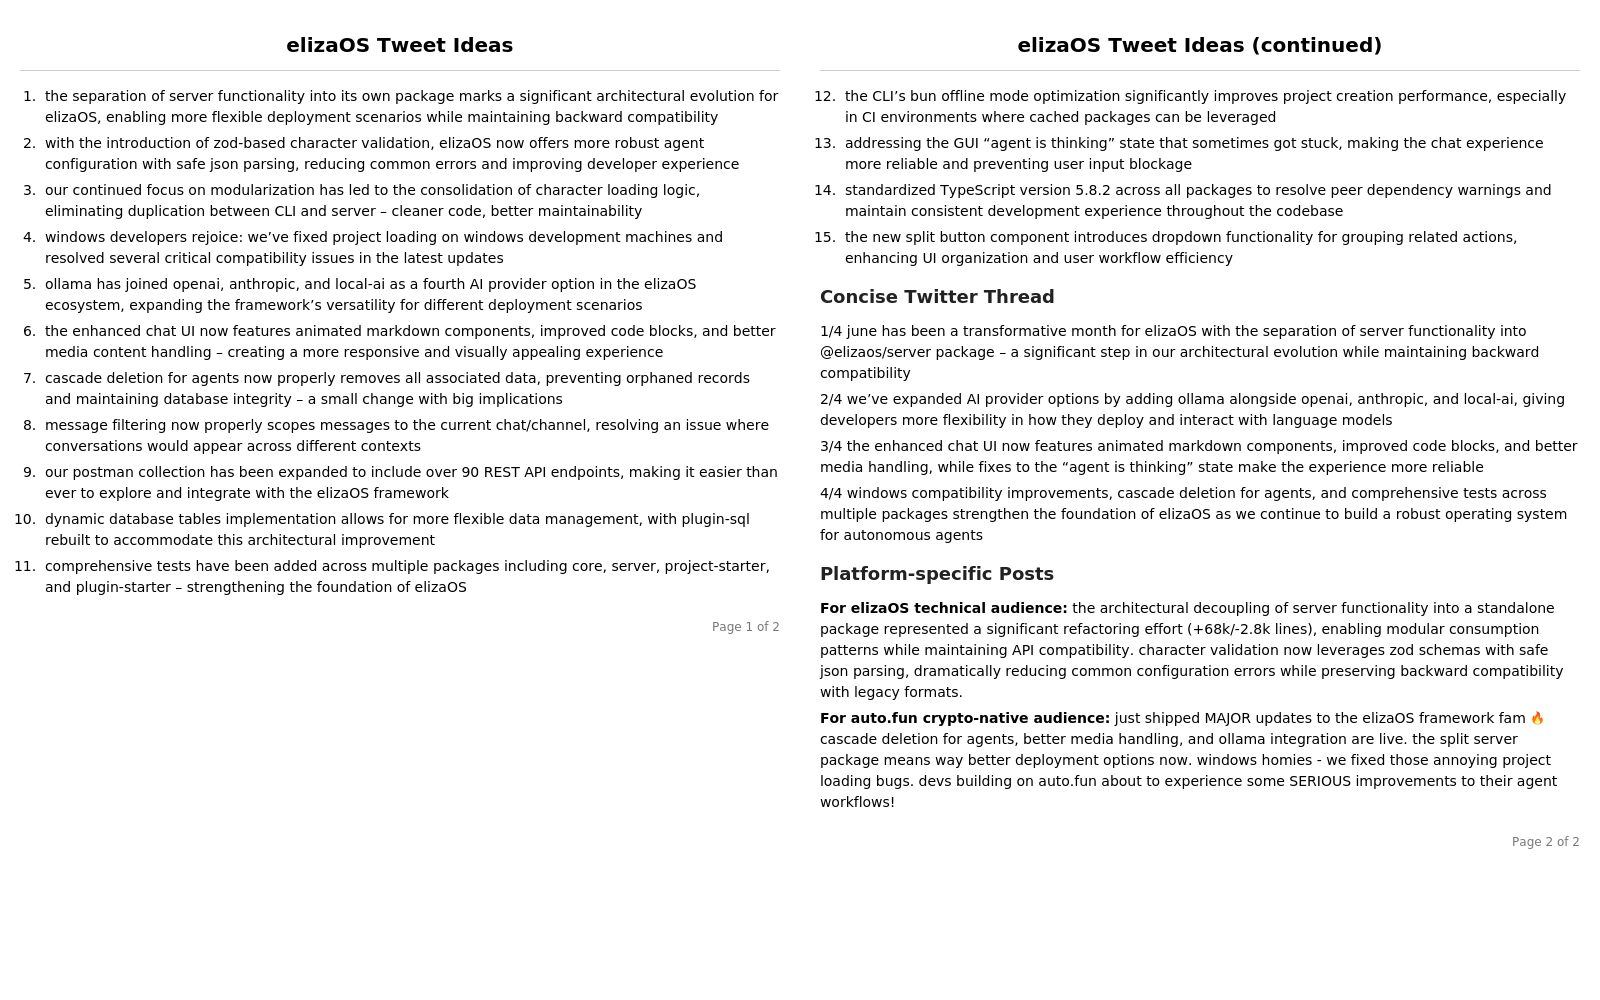 elizaOS Tweet Ideas
1. the separation of server functionality into its own package marks a significant architectural evolution for
elizaOS, enabling more flexible deployment scenarios while maintaining backward compatibility
2. with the introduction of zod-based character validation, elizaOS now offers more robust agent
configuration with safe json parsing, reducing common errors and improving developer experience
3. our continued focus on modularization has led to the consolidation of character loading logic,
eliminating duplication between CLI and server – cleaner code, better maintainability
4. windows developers rejoice: we’ve fixed project loading on windows development machines and
resolved several critical compatibility issues in the latest updates
5. ollama has joined openai, anthropic, and local-ai as a fourth AI provider option in the elizaOS
ecosystem, expanding the framework’s versatility for different deployment scenarios
6. the enhanced chat UI now features animated markdown components, improved code blocks, and better
media content handling – creating a more responsive and visually appealing experience
7. cascade deletion for agents now properly removes all associated data, preventing orphaned records
and maintaining database integrity – a small change with big implications
8. message filtering now properly scopes messages to the current chat/channel, resolving an issue where
conversations would appear across different contexts
9. our postman collection has been expanded to include over 90 REST API endpoints, making it easier than
ever to explore and integrate with the elizaOS framework
10. dynamic database tables implementation allows for more flexible data management, with plugin-sql
rebuilt to accommodate this architectural improvement
11. comprehensive tests have been added across multiple packages including core, server, project-starter,
and plugin-starter – strengthening the foundation of elizaOS
Page 1 of 2
elizaOS Tweet Ideas (continued)
12. the CLI’s bun offline mode optimization significantly improves project creation performance, especially
in CI environments where cached packages can be leveraged
13. addressing the GUI “agent is thinking” state that sometimes got stuck, making the chat experience
more reliable and preventing user input blockage
14. standardized TypeScript version 5.8.2 across all packages to resolve peer dependency warnings and
maintain consistent development experience throughout the codebase
15. the new split button component introduces dropdown functionality for grouping related actions,
enhancing UI organization and user workflow efficiency
Concise Twitter Thread
1/4 june has been a transformative month for elizaOS with the separation of server functionality into
@elizaos/server package – a significant step in our architectural evolution while maintaining backward
compatibility
2/4 we’ve expanded AI provider options by adding ollama alongside openai, anthropic, and local-ai, giving
developers more flexibility in how they deploy and interact with language models
3/4 the enhanced chat UI now features animated markdown components, improved code blocks, and better
media handling, while fixes to the “agent is thinking” state make the experience more reliable
4/4 windows compatibility improvements, cascade deletion for agents, and comprehensive tests across
multiple packages strengthen the foundation of elizaOS as we continue to build a robust operating system
for autonomous agents
Platform-specific Posts
For elizaOS technical audience: the architectural decoupling of server functionality into a standalone
package represented a significant refactoring effort (+68k/-2.8k lines), enabling modular consumption
patterns while maintaining API compatibility. character validation now leverages zod schemas with safe
json parsing, dramatically reducing common configuration errors while preserving backward compatibility
with legacy formats.
For auto.fun crypto-native audience: just shipped MAJOR updates to the elizaOS framework fam 🔥
cascade deletion for agents, better media handling, and ollama integration are live. the split server
package means way better deployment options now. windows homies - we fixed those annoying project
loading bugs. devs building on auto.fun about to experience some SERIOUS improvements to their agent
workflows!
Page 2 of 2